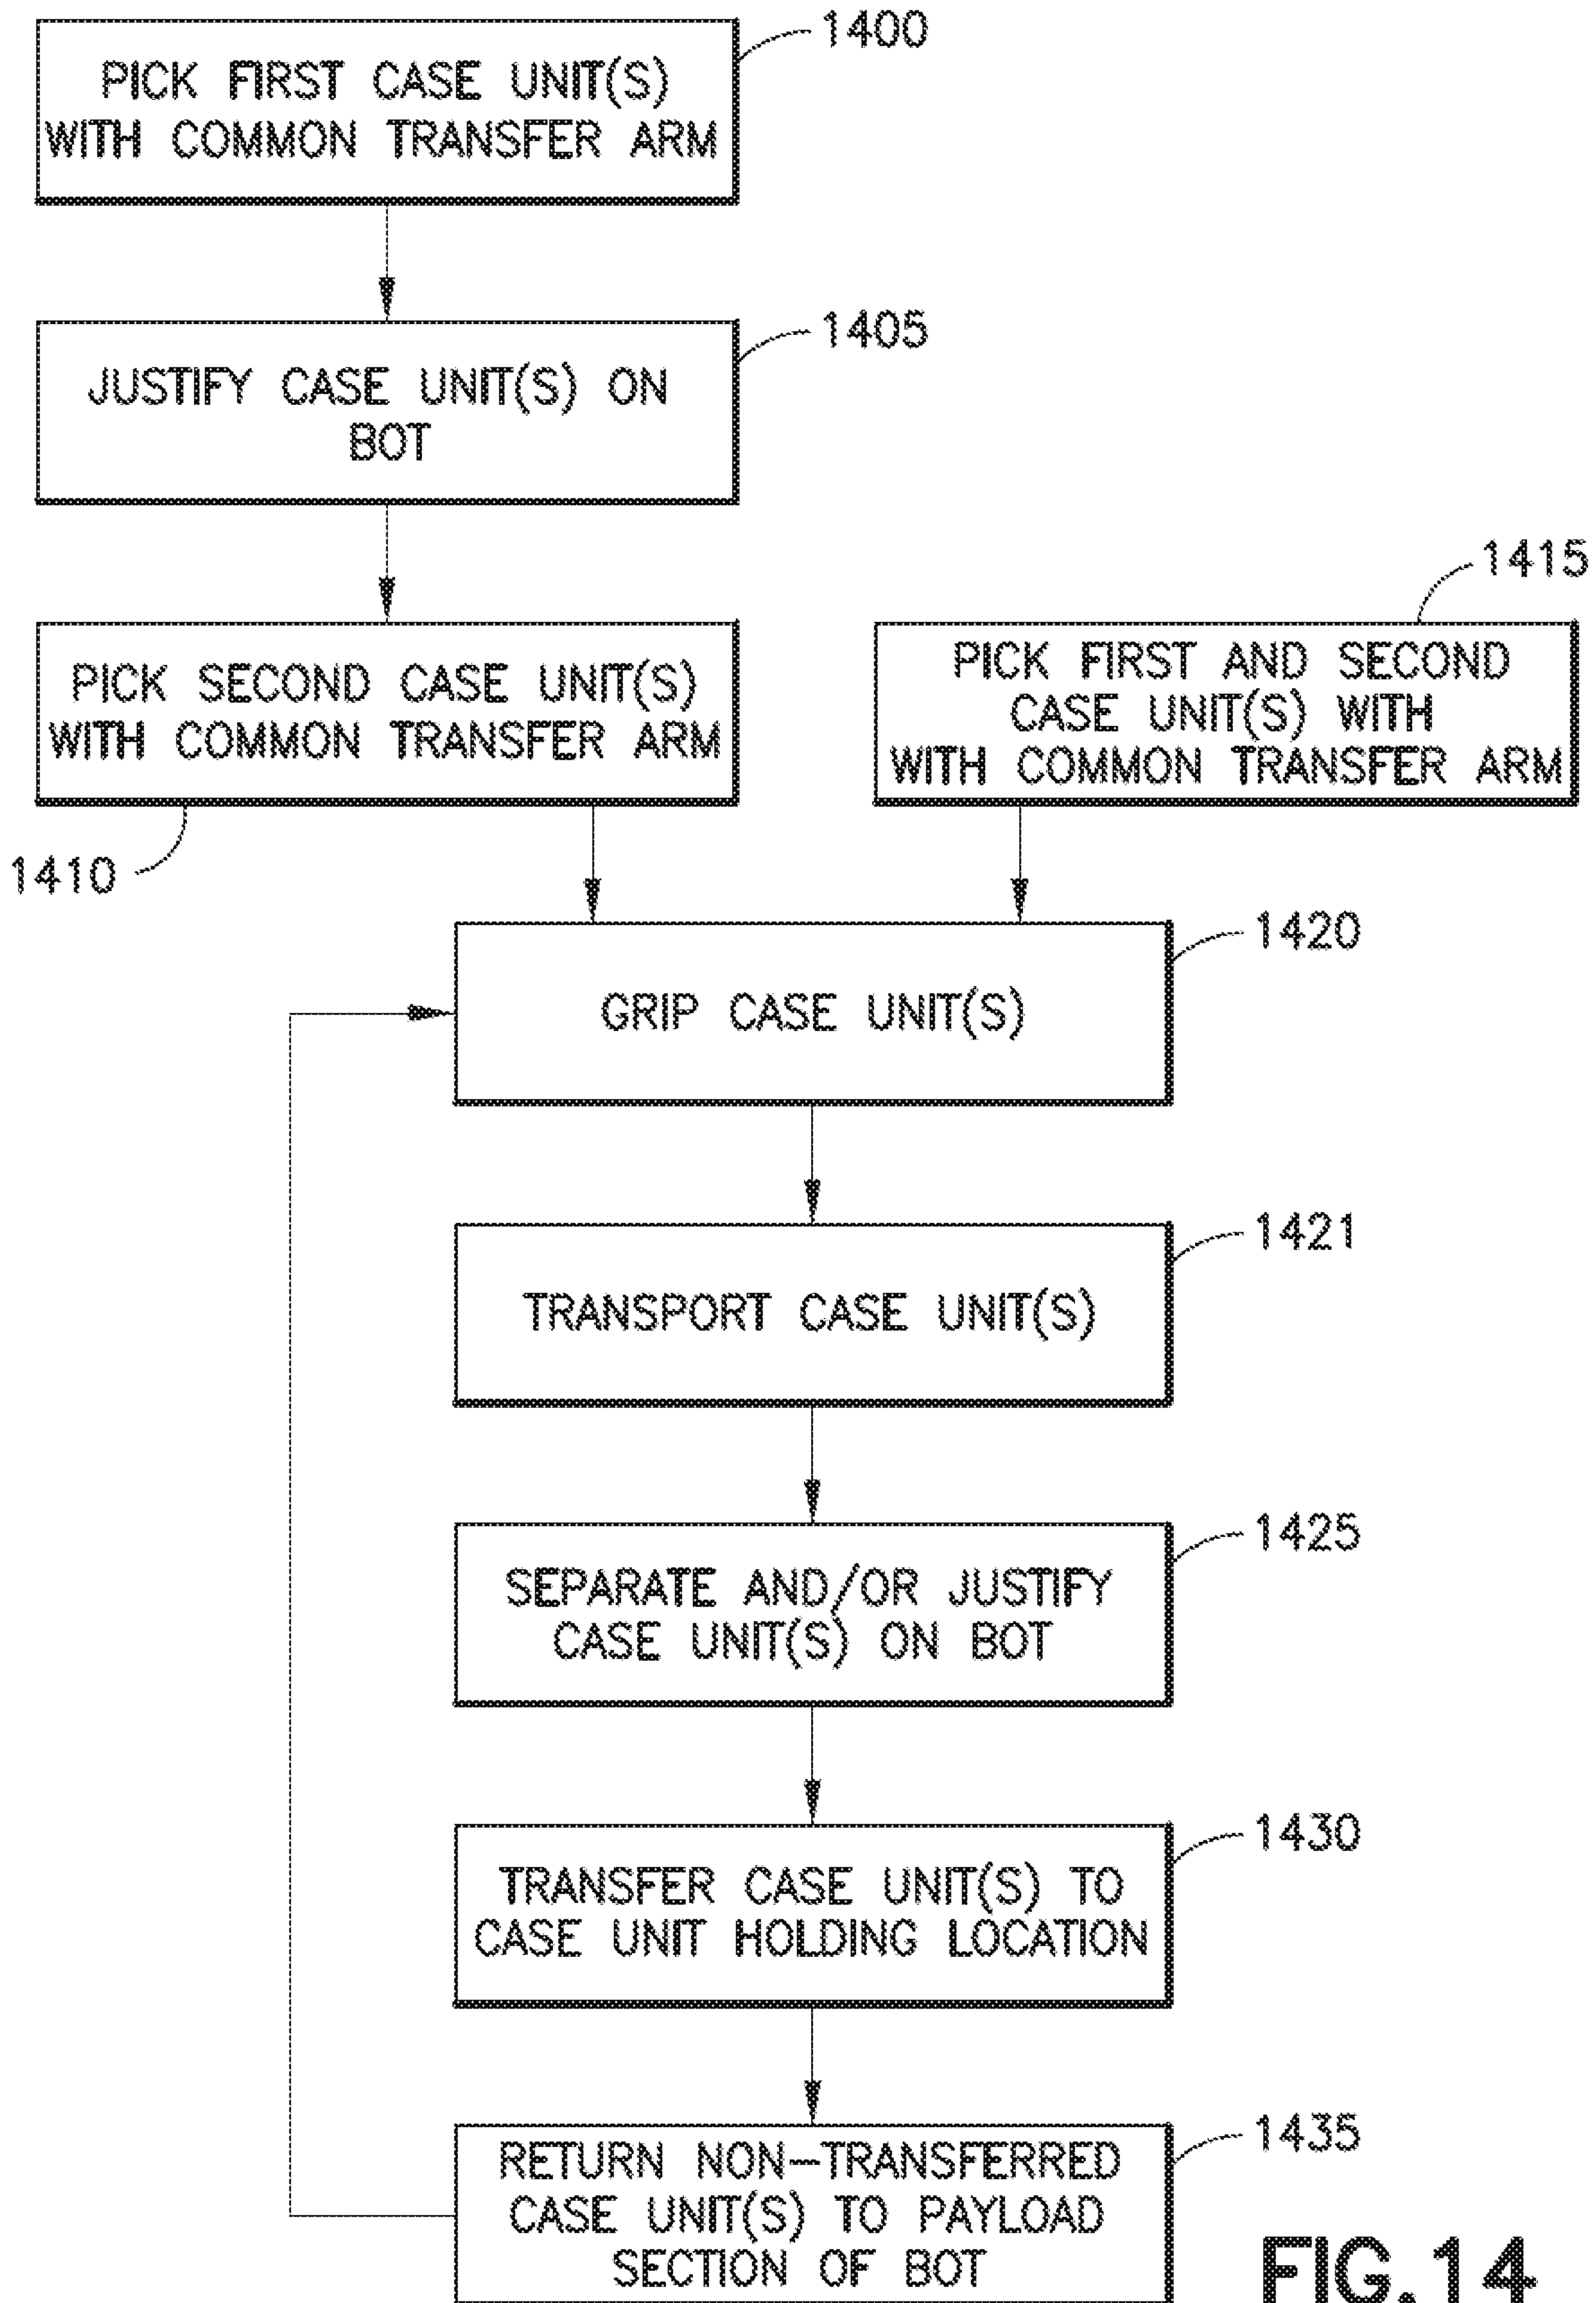 1400
PICK FIRST CASE UNIT(S)
WITH COMMON TRANSFER ARM
1405
JUSTIFY CASE UNIT(S) ON
BOT
1410
PICK SECOND CASE UNIT(S)
WITH COMMON TRANSFER ARM
1415
PICK FIRST AND SECOND
CASE UNIT(S) WITH
WITH COMMON TRANSFER ARM
1420
GRIP CASE UNIT(S)
1421
TRANSPORT CASE UNIT(S)
1425
SEPARATE AND/OR JUSTIFY
CASE UNIT(S) ON BOT
1430
TRANSFER CASE UNIT(S) TO
CASE UNIT HOLDING LOCATION
1435
RETURN NON-TRANSFERRED
CASE UNIT(S) TO PAYLOAD
SECTION OF BOT
FIG.14